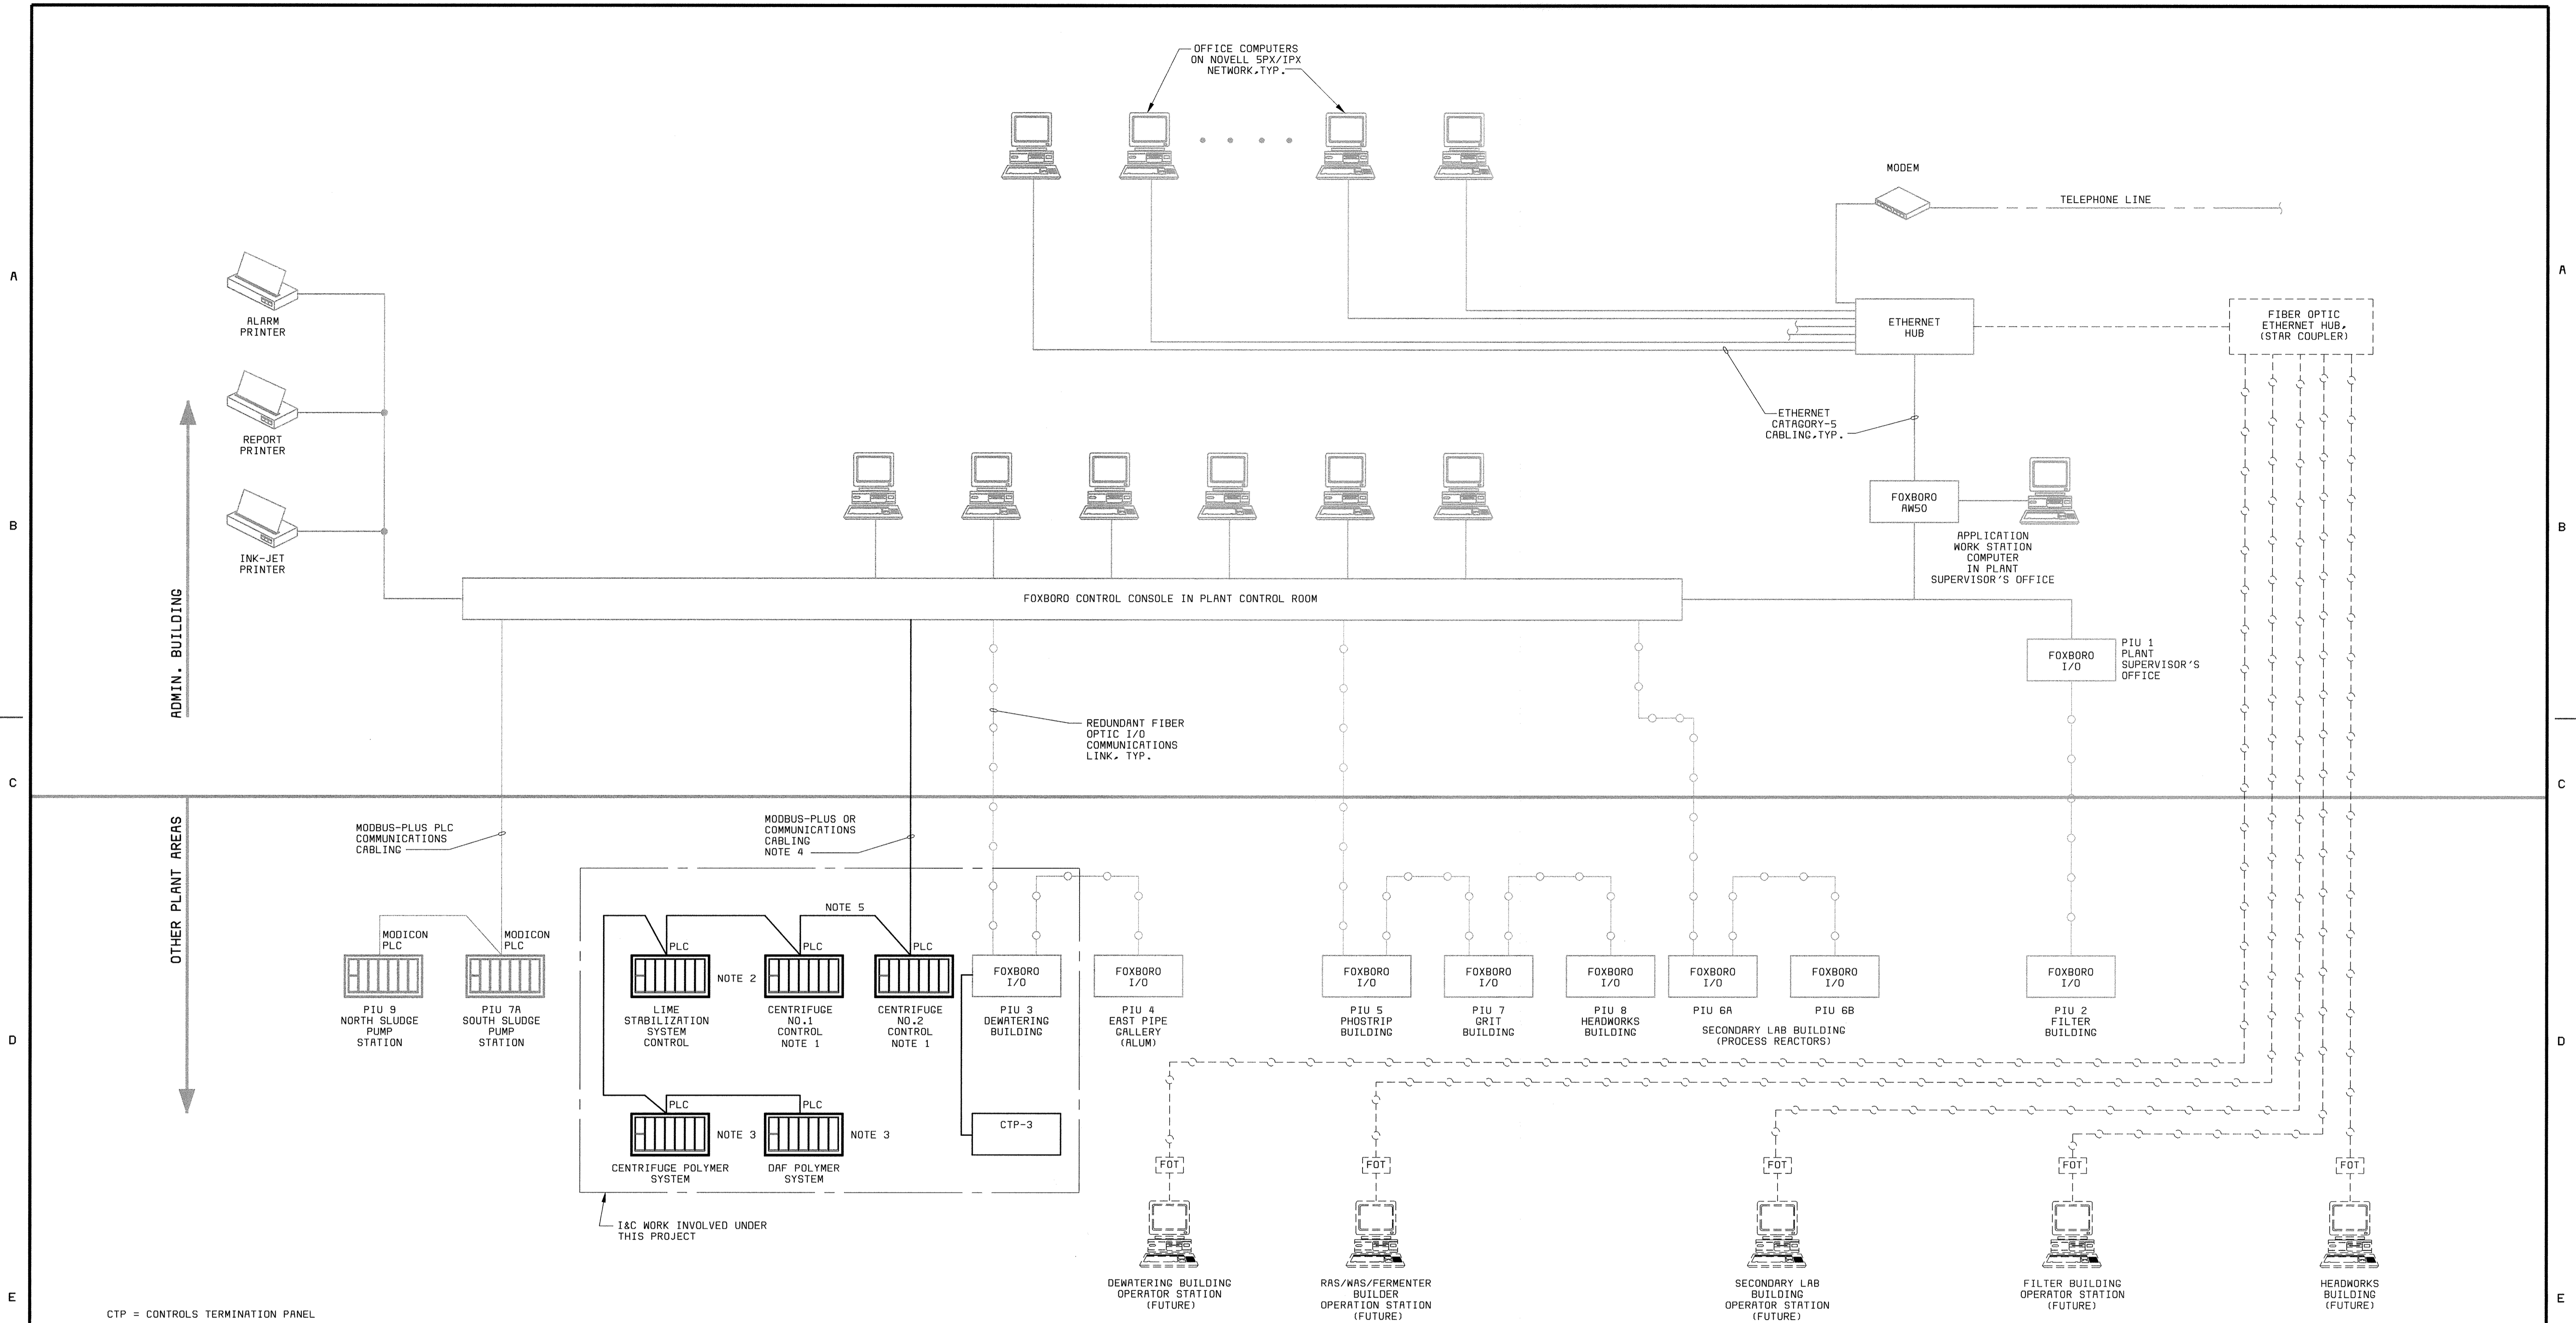 OFFICE COMPUTERS
ON NOVELL SPX/IPX
NETWORK,TYP.
MODEM
TELEPHONE LINE
A
A
ALARM
PRINTER
ETHERNET
HUB
FIBER OPTIC
ETHERNET HUB,
(STAR COUPLER)
REPORT
PRINTER
ETHERNET
CATAGORY-5
CABLING,TYP.
FOXBORO
AW50
B
B
INK-JET
PRINTER
APPLICATION
WORK STATION
COMPUTER
IN PLANT
SUPERVISOR'S OFFICE
FOXBORO CONTROL CONSOLE IN PLANT CONTROL ROOM
ADMIN. BUILDING
FOXBORO
I/O
PIU 1
PLANT
SUPERVISOR'S
OFFICE
REDUNDANT FIBER
OPTIC I/O
COMMUNICATIONS
LINK, TYP.
C
C
OTHER PLANT AREAS
MODBUS-PLUS PLC
COMMUNICATIONS
CABLING
MODBUS-PLUS OR
COMMUNICATIONS
CABLING
NOTE 4
NOTE 5
MODICON
PLC
MODICON
PLC
PLC
PLC
PLC
NOTE 2
FOXBORO
I/O
FOXBORO
I/O
FOXBORO
I/O
FOXBORO
I/O
FOXBORO
I/O
FOXBORO
I/O
FOXBORO
I/O
FOXBORO
I/O
PIU 9
NORTH SLUDGE
PUMP
STATION
PIU 7A
SOUTH SLUDGE
PUMP
STATION
LIME
STABILIZATION
SYSTEM
CONTROL
CENTRIFUGE
NO.1
CONTROL
NOTE 1
CENTRIFUGE
NO.2
CONTROL
NOTE 1
PIU 3
DEWATERING
BUILDING
PIU 4
EAST PIPE
GALLERY
(ALUM)
PIU 5
PHOSTRIP
BUILDING
PIU 7
GRIT
BUILDING
PIU 8
HEADWORKS
BUILDING
PIU 6A
PIU 6B
SECONDARY LAB BUILDING
(PROCESS REACTORS)
PIU 2
FILTER
BUILDING
D
D
PLC
PLC
NOTE 3
NOTE 3
CTP-3
CENTRIFUGE POLYMER
SYSTEM
DAF POLYMER
SYSTEM
FOT
FOT
FOT
FOT
FOT
I&C WORK INVOLVED UNDER
THIS PROJECT
DEWATERING BUILDING
OPERATOR STATION
(FUTURE)
RAS/WAS/FERMENTER
BUILDER
OPERATION STATION
(FUTURE)
SECONDARY LAB
BUILDING
OPERATOR STATION
(FUTURE)
FILTER BUILDING
OPERATOR STATION
(FUTURE)
HEADWORKS
BUILDING
(FUTURE)
E
E
CTP = CONTROLS TERMINATION PANEL